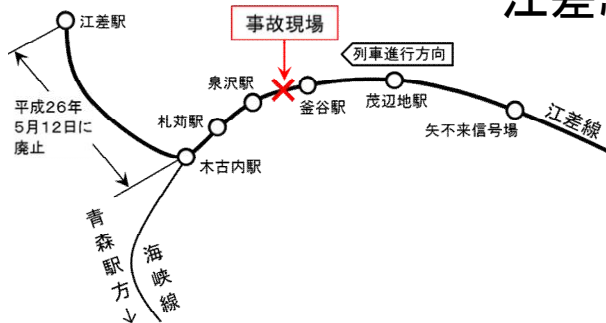 江差
江差駅
事故現場
列車進行方向
泉沢駅
釜谷駅
茂辺地駅
矢不来信号場
江差線
札苅駅
木古内駅
平成26年
5月12日に
廃止
海峡線
青森駅方↓